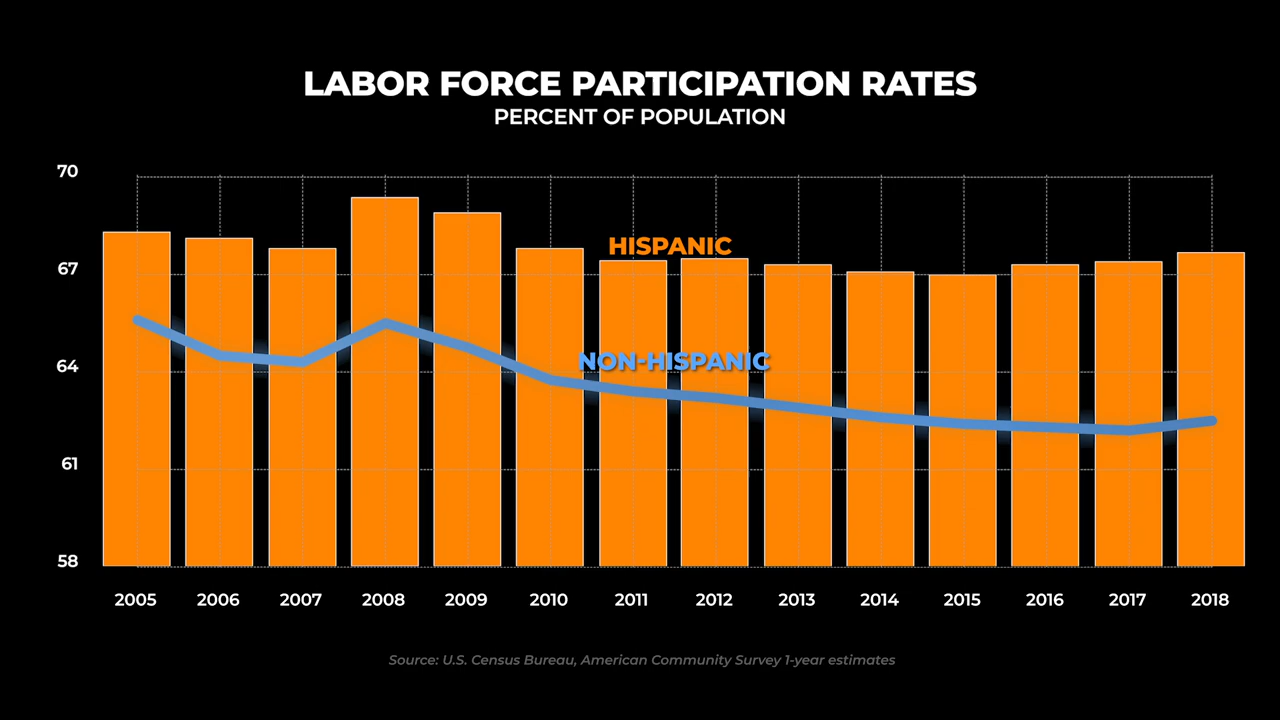 LABOR FORCE PARTICIPATION RATES
PERCENT OF POPULATION
70
HISPANIC
67
NON-HISPANIC
64
61
58
2005 2006 2007 2008 2009 2010 2011 2012 2013 2014 2015 2016 2017 2018
Source: U.S. Census Bureau, American Community Survey 1-year estimates